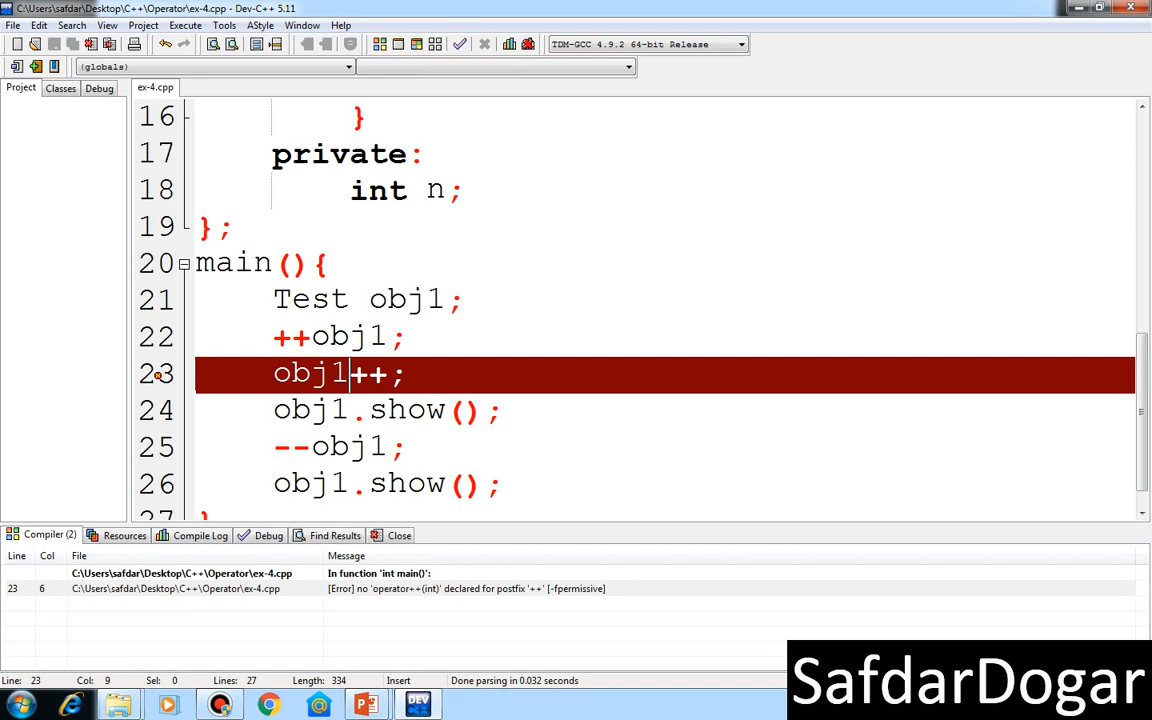 C:\Users\safdar\Desktop\C++\Operator\ex-4.cpp - Dev-C++ 5.11
File Edit Search View Project Execute Tools AStyle Window Help
TDM-GCC 4.9.2 64-bit Release
(globals)
Project Classes Debug ex-4.cpp
16 }
17 private:
18 int n;
19 };
20 main(){
21 Test obj1;
22 ++obj1;
23 obj1++;
24 obj1.show();
25 --obj1;
26 obj1.show();
27 }
Compiler (2) Resources Compile Log Debug Find Results Close
Line Col File Message
C:\Users\safdar\Desktop\C++\Operator\ex-4.cpp In function 'int main()':
23 6 C:\Users\safdar\Desktop\C++\Operator\ex-4.cpp [Error] no 'operator++(int)' declared for postfix '++' [-fpermissive]
Line: 23 Col: 9 Sel: 0 Lines: 27 Length: 334 Insert Done parsing in 0.032 seconds
DEV
SafdarDogar